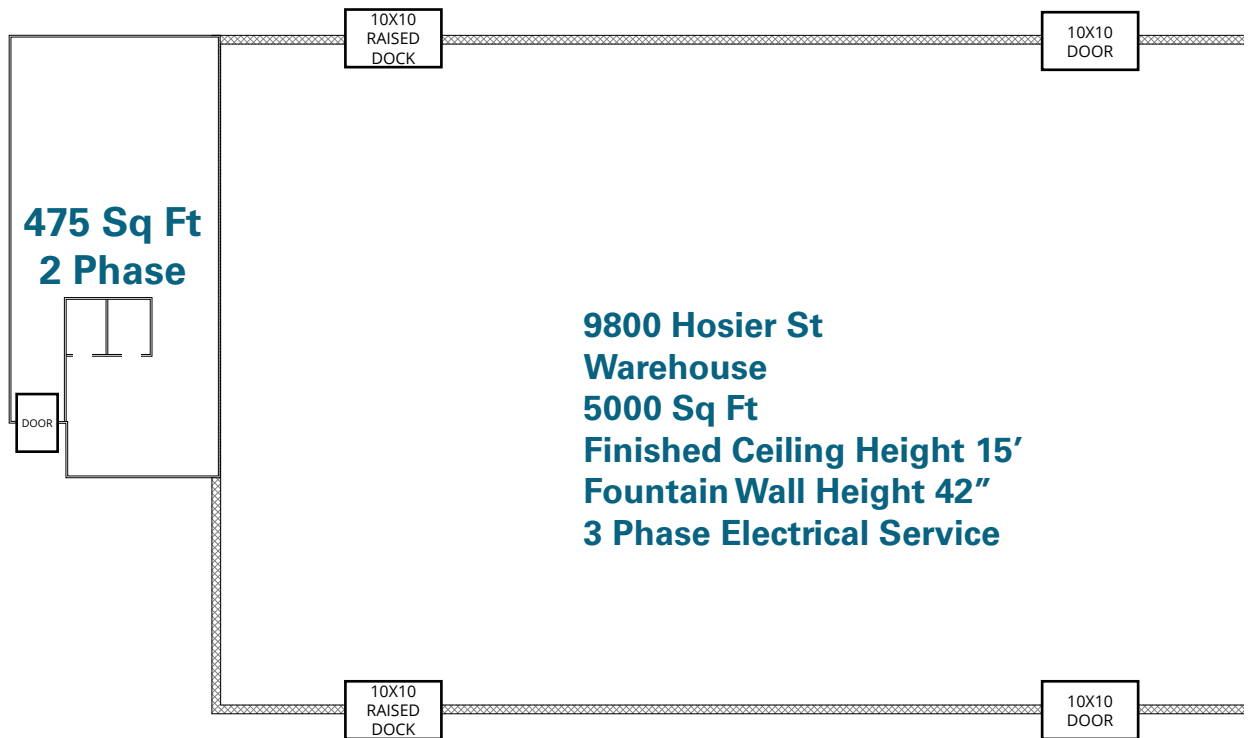 10X10
RAISED
DOCK
10X10
DOOR
475 Sq Ft
2 Phase
9800 Hosier St
Warehouse
5000 Sq Ft
Finished Ceiling Height 15′
Fountain Wall Height 42″
3 Phase Electrical Service
DOOR
10X10
RAISED
DOCK
10X10
DOOR